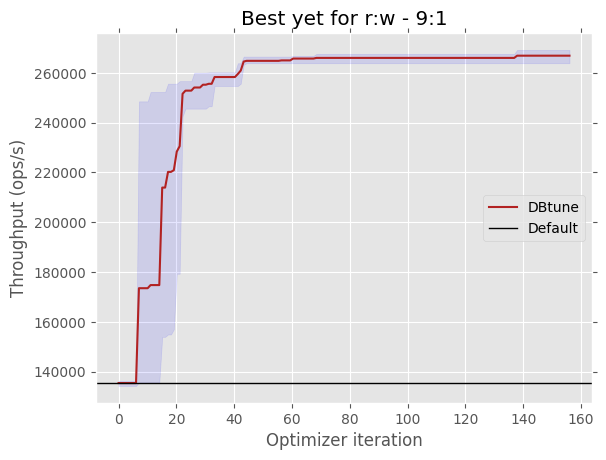 Best yet for r:w - 9:1
Throughput (ops/s)
260000
240000
220000
200000
180000
160000
140000
DBtune
Default
0 20 40 60 80 100 120 140 160
Optimizer iteration